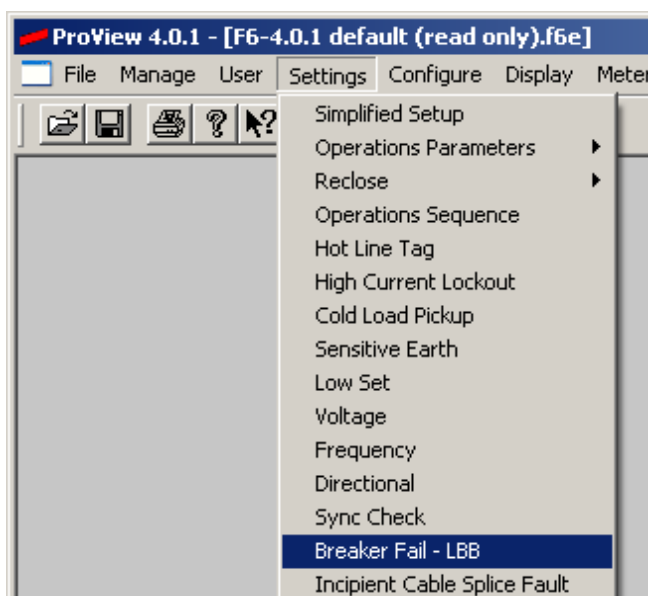 ProView 4.0.1 - [F6-4.0.1 default (read only).f6e]
File Manage User Settings Configure Display Meter
Simplified Setup
Operations Parameters
Reclose
Operations Sequence
Hot Line Tag
High Current Lockout
Cold Load Pickup
Sensitive Earth
Low Set
Voltage
Frequency
Directional
Sync Check
Breaker Fail - LBB
Incipient Cable Splice Fault